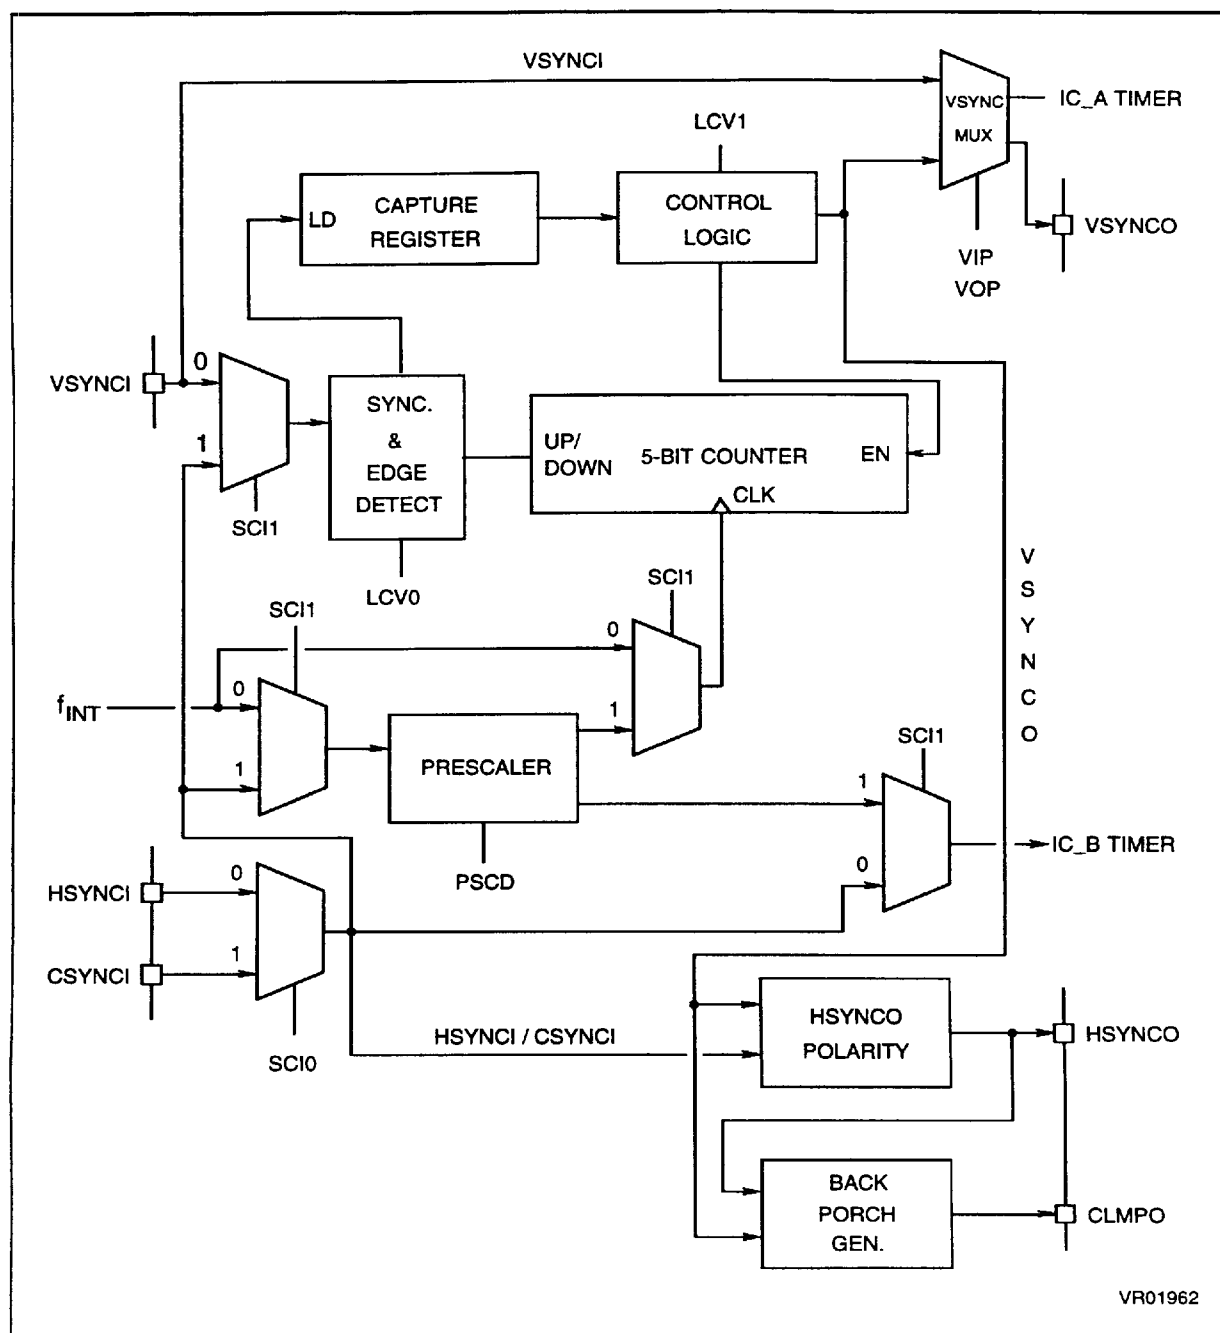 VSYNCI
VSYNC
MUX
IC_A TIMER
LCV1
LD
CAPTURE
REGISTER
CONTROL
LOGIC
VSYNCO
VIP
VOP
VSYNCI
0
1
SCI1
SYNC.
&
EDGE
DETECT
UP/
DOWN
5-BIT COUNTER
EN
CLK
LCV0
V
S
Y
N
C
O
SCI1
SCI1
0
fINT
0
1
1
PRESCALER
PSCD
SCI1
1
0
IC_B TIMER
HSYNCI
0
CSYNCI
1
SCI0
HSYNCI / CSYNCI
HSYNCO
POLARITY
HSYNCO
BACK
PORCH
GEN.
CLMPO
VR01962